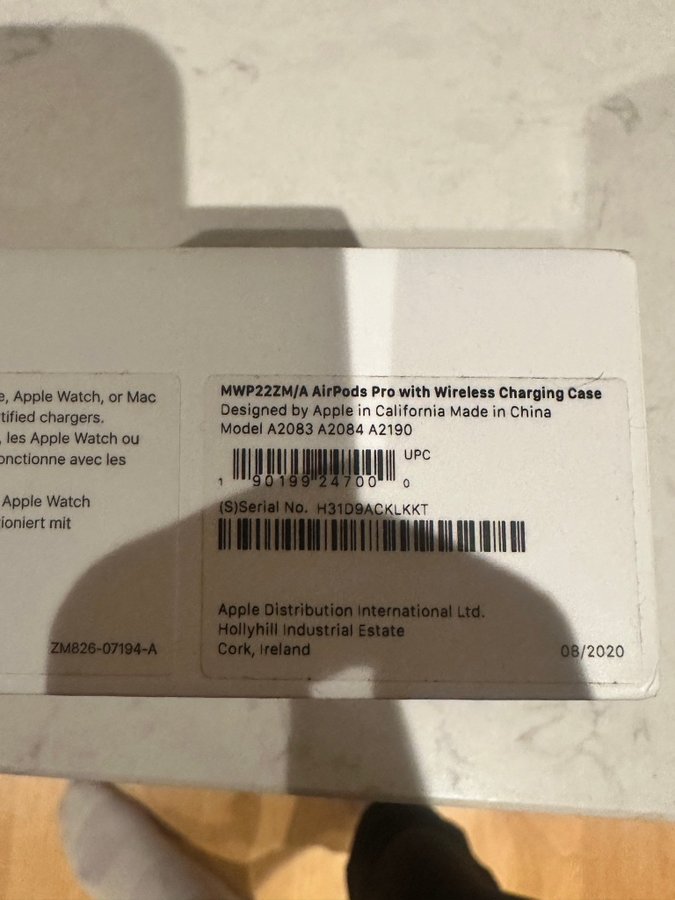 e, Apple Watch, or Mac
tified chargers.
, les Apple Watch ou
onctionne avec les
Apple Watch
ioniert mit
ZM826-07194-A
MWP22ZM/A AirPods Pro with Wireless Charging Case
Designed by Apple in California Made in China
Model A2083 A2084 A2190
UPC
1 90199 24700 0
(S)Serial No. H31D9ACKLKKT
Apple Distribution International Ltd.
Hollyhill Industrial Estate
Cork, Ireland
08/2020